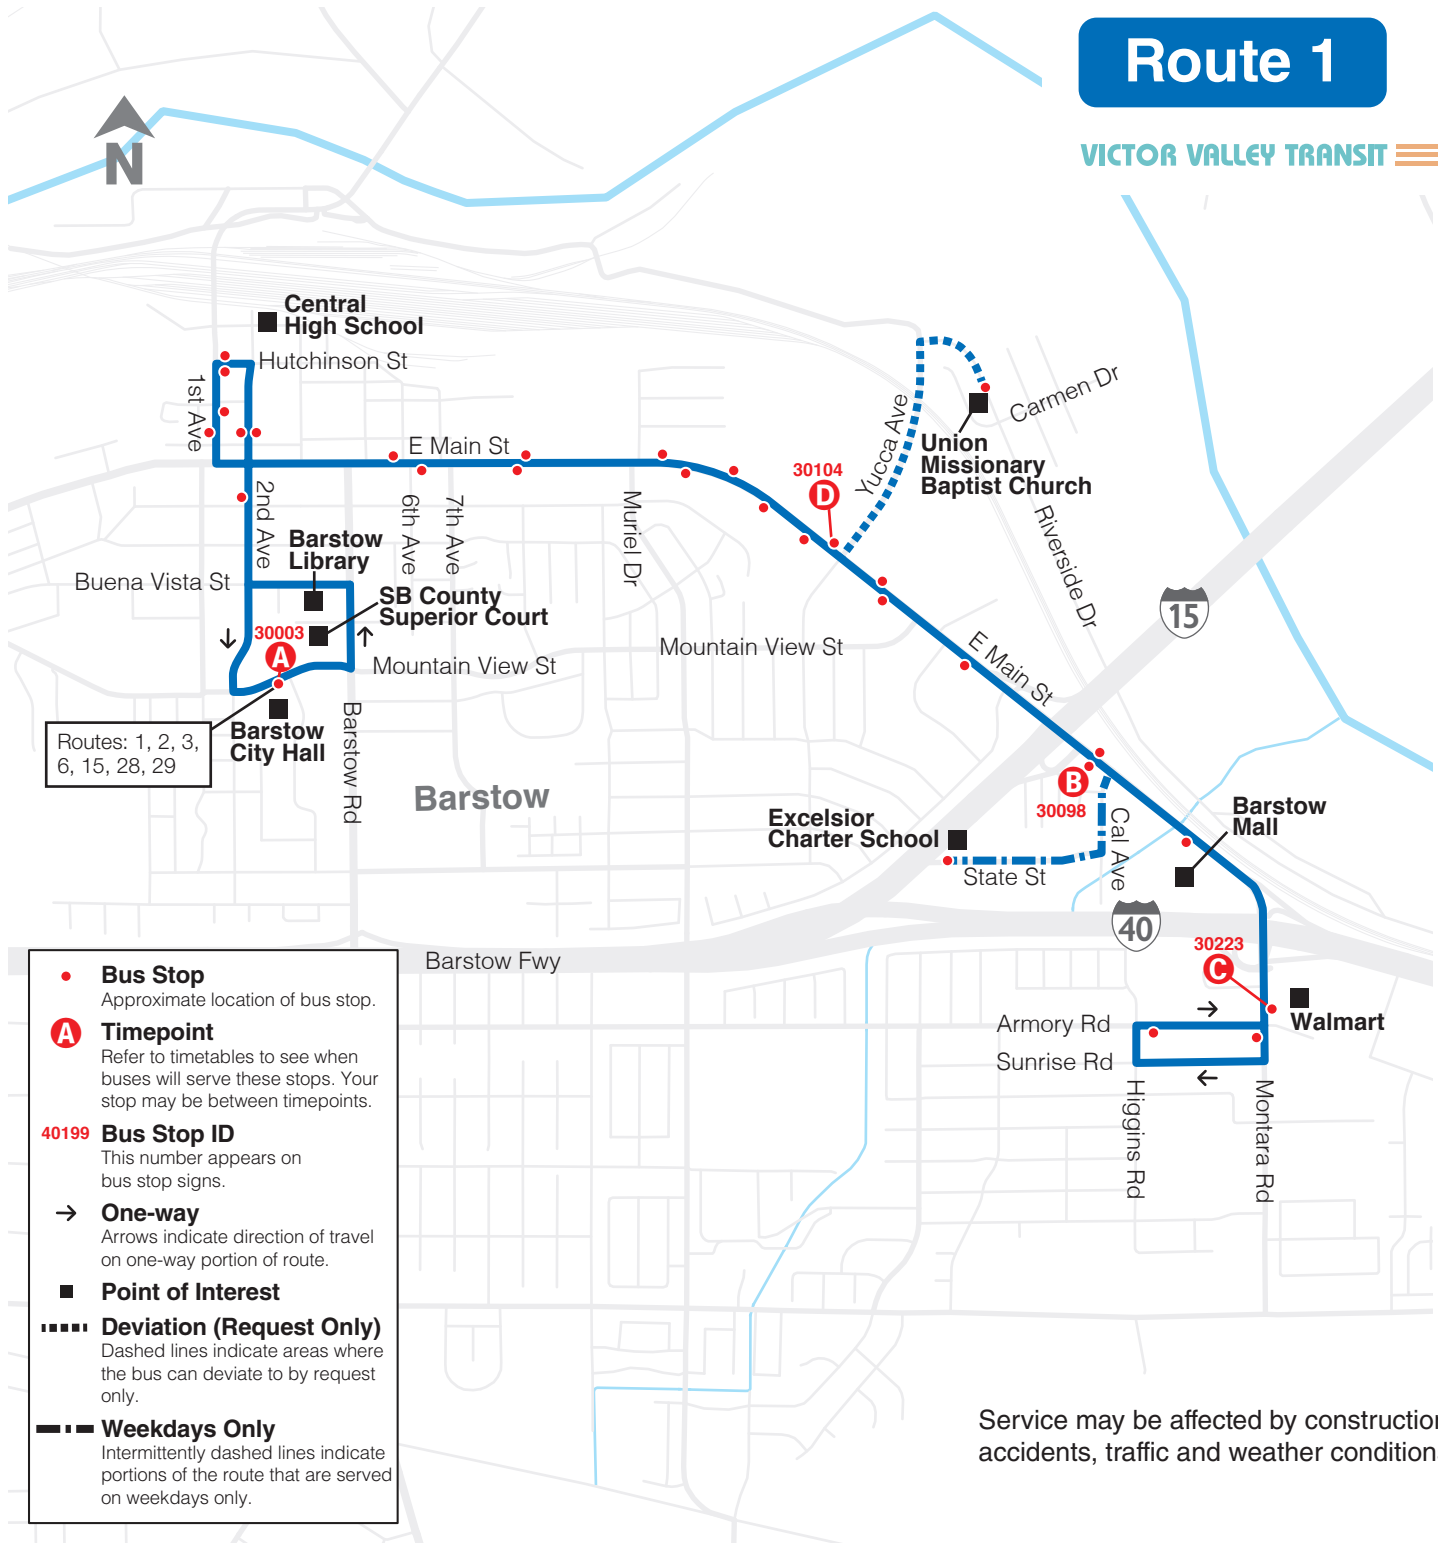 Route 1
VICTOR VALLEY TRANSIT
N
Central
High School
Hutchinson St
1st Ave
E Main St
2nd Ave
6th Ave
7th Ave
Muriel Dr
30104
D
Yucca Ave
Union
Missionary
Baptist Church
Carmen Dr
Riverside Dr
15
Barstow
Library
Buena Vista St
SB County
Superior Court
30003
A
Mountain View St
Mountain View St
E Main St
Barstow
City Hall
Routes: 1, 2, 3,
6, 15, 28, 29
Barstow Rd
Barstow
B
30098
Excelsior
Charter School
State St
Cal Ave
Barstow
Mall
40
30223
C
Walmart
Barstow Fwy
Armory Rd
Sunrise Rd
Higgins Rd
Montara Rd
Bus Stop
Approximate location of bus stop.
A
Timepoint
Refer to timetables to see when
buses will serve these stops. Your
stop may be between timepoints.
40199 Bus Stop ID
This number appears on
bus stop signs.
One-way
Arrows indicate direction of travel
on one-way portion of route.
Point of Interest
Deviation (Request Only)
Dashed lines indicate areas where
the bus can deviate to by request
only.
Weekdays Only
Intermittently dashed lines indicate
portions of the route that are served
on weekdays only.
Service may be affected by construction
accidents, traffic and weather condition